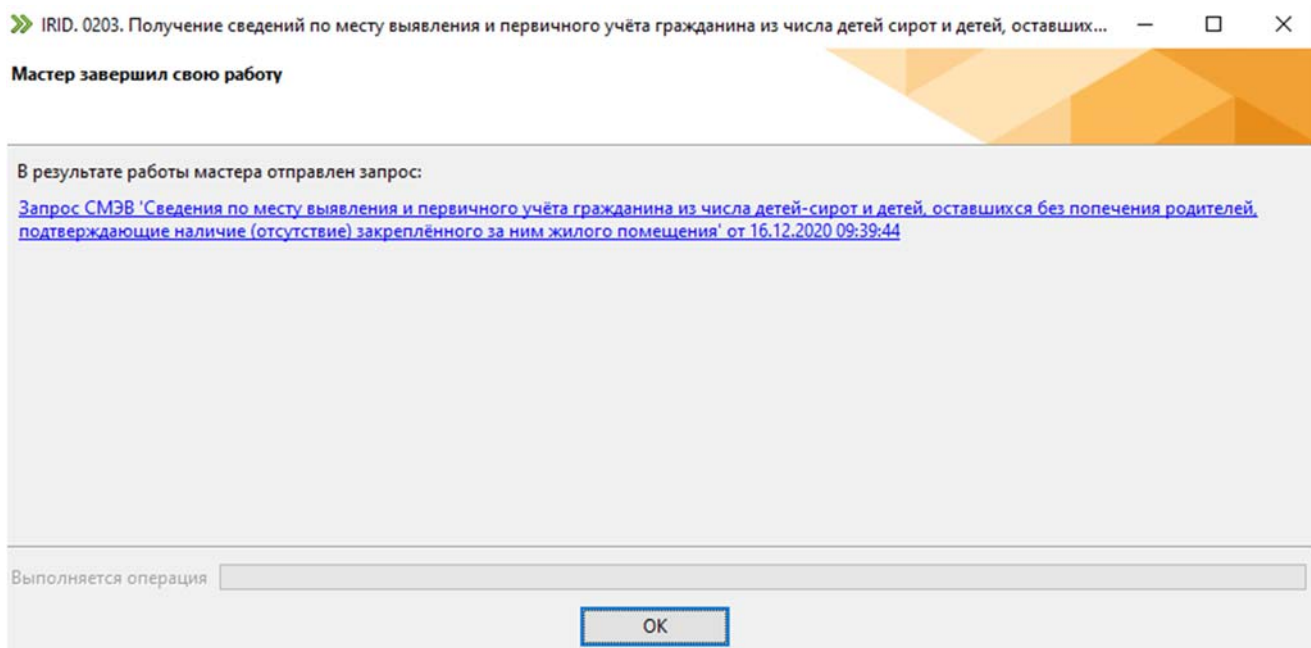 IRID. 0203. Получение сведений по месту выявления и первичного учёта гражданина из числа детей сирот и детей, оставших...
Мастер завершил свою работу
В результате работы мастера отправлен запрос:
Запрос СМЭВ 'Сведения по месту выявления и первичного учёта гражданина из числа детей-сирот и детей, оставшихся без попечения родителей,
подтверждающие наличие (отсутствие) закреплённого за ним жилого помещения' от 16.12.2020 09:39:44
Выполняется операция
ОК